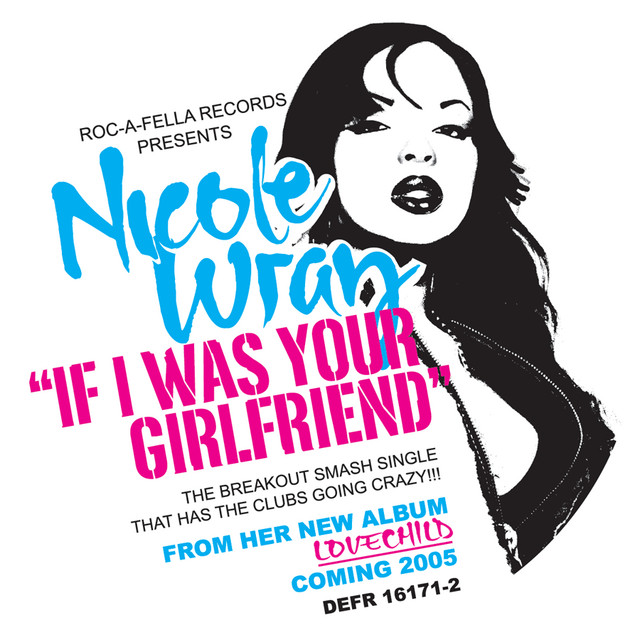 ROC-A-FELLA RECORDS
PRESENTS
Nicole
Wray
“IF I WAS YOUR
GIRLFRIEND”
THE BREAKOUT SMASH SINGLE
THAT HAS THE CLUBS GOING CRAZY!!!
FROM HER NEW ALBUM
LOVECHILD
COMING 2005
DEFR 16171-2